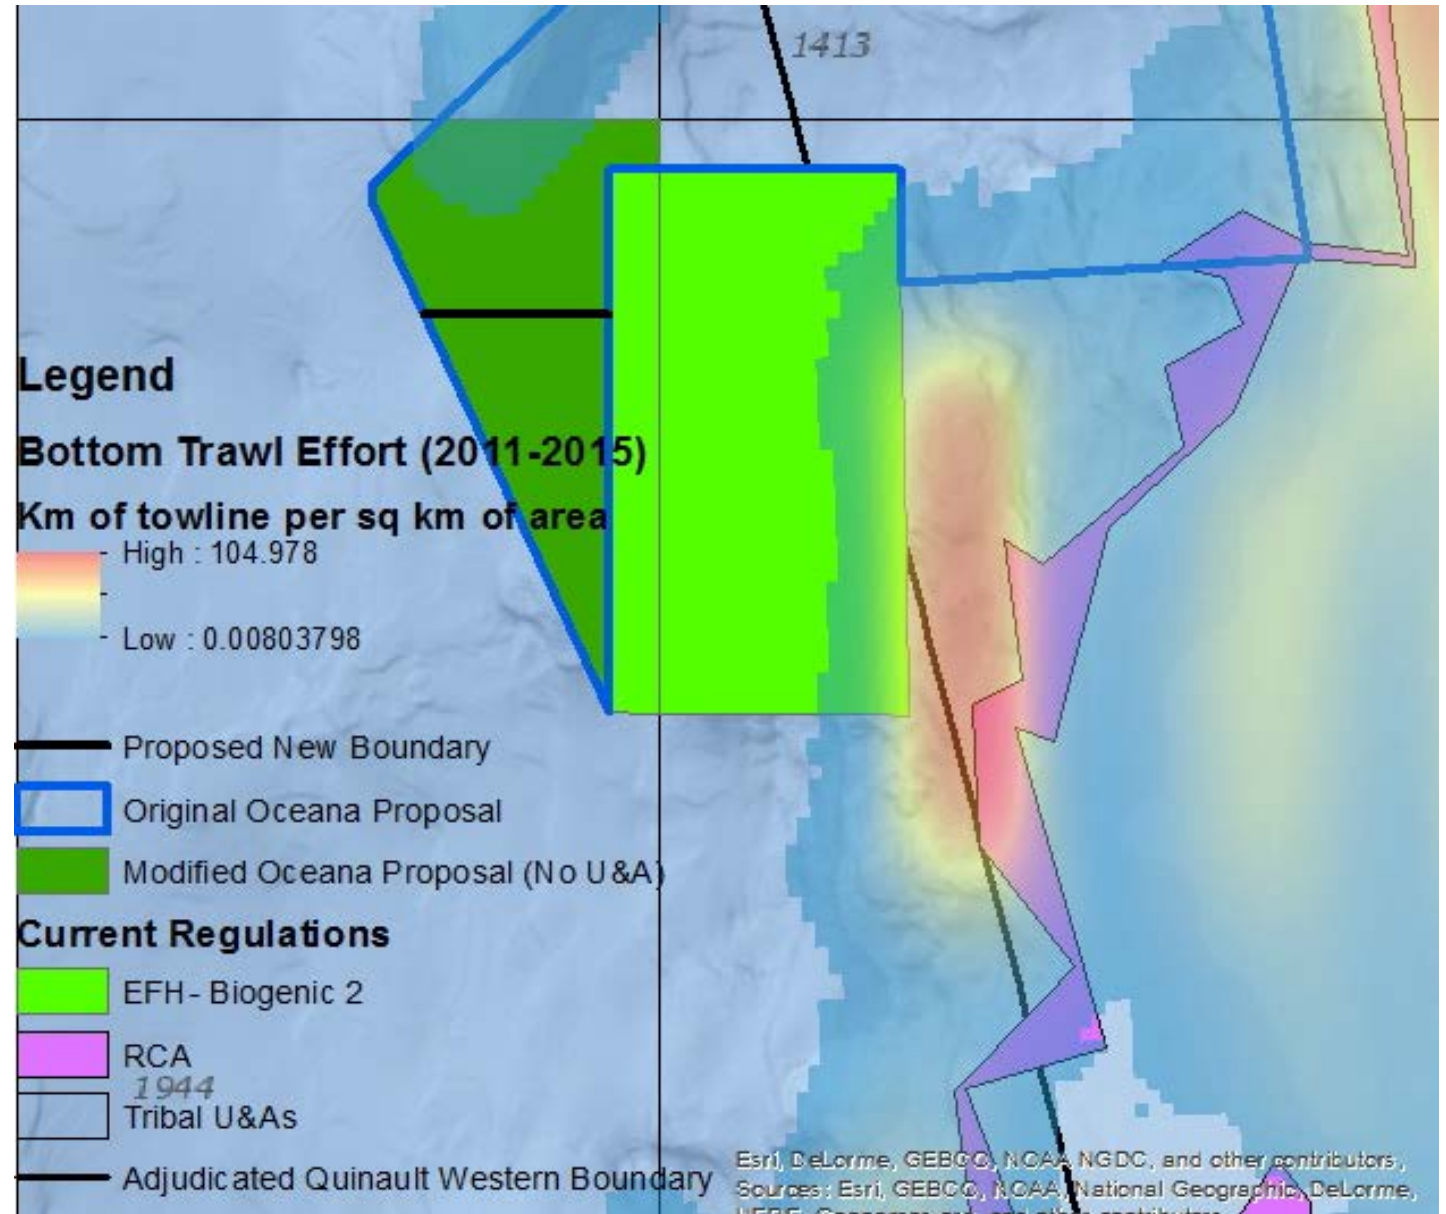 1413
Legend
Bottom Trawl Effort (2011-2015)
Km of towline per sq km of area
High : 104.978
Low : 0.00803798
Proposed New Boundary
Original Oceana Proposal
Modified Oceana Proposal (No U&A)
Current Regulations
EFH - Biogenic 2
RCA
1944
Tribal U&As
Adjudicated Quinault Western Boundary
Esri, DeLorme, GEBCO, NOAA NGDC, and other contributors,
Sources: Esri, GEBCO, NOAA, National Geographic, DeLorme,
and other contributors